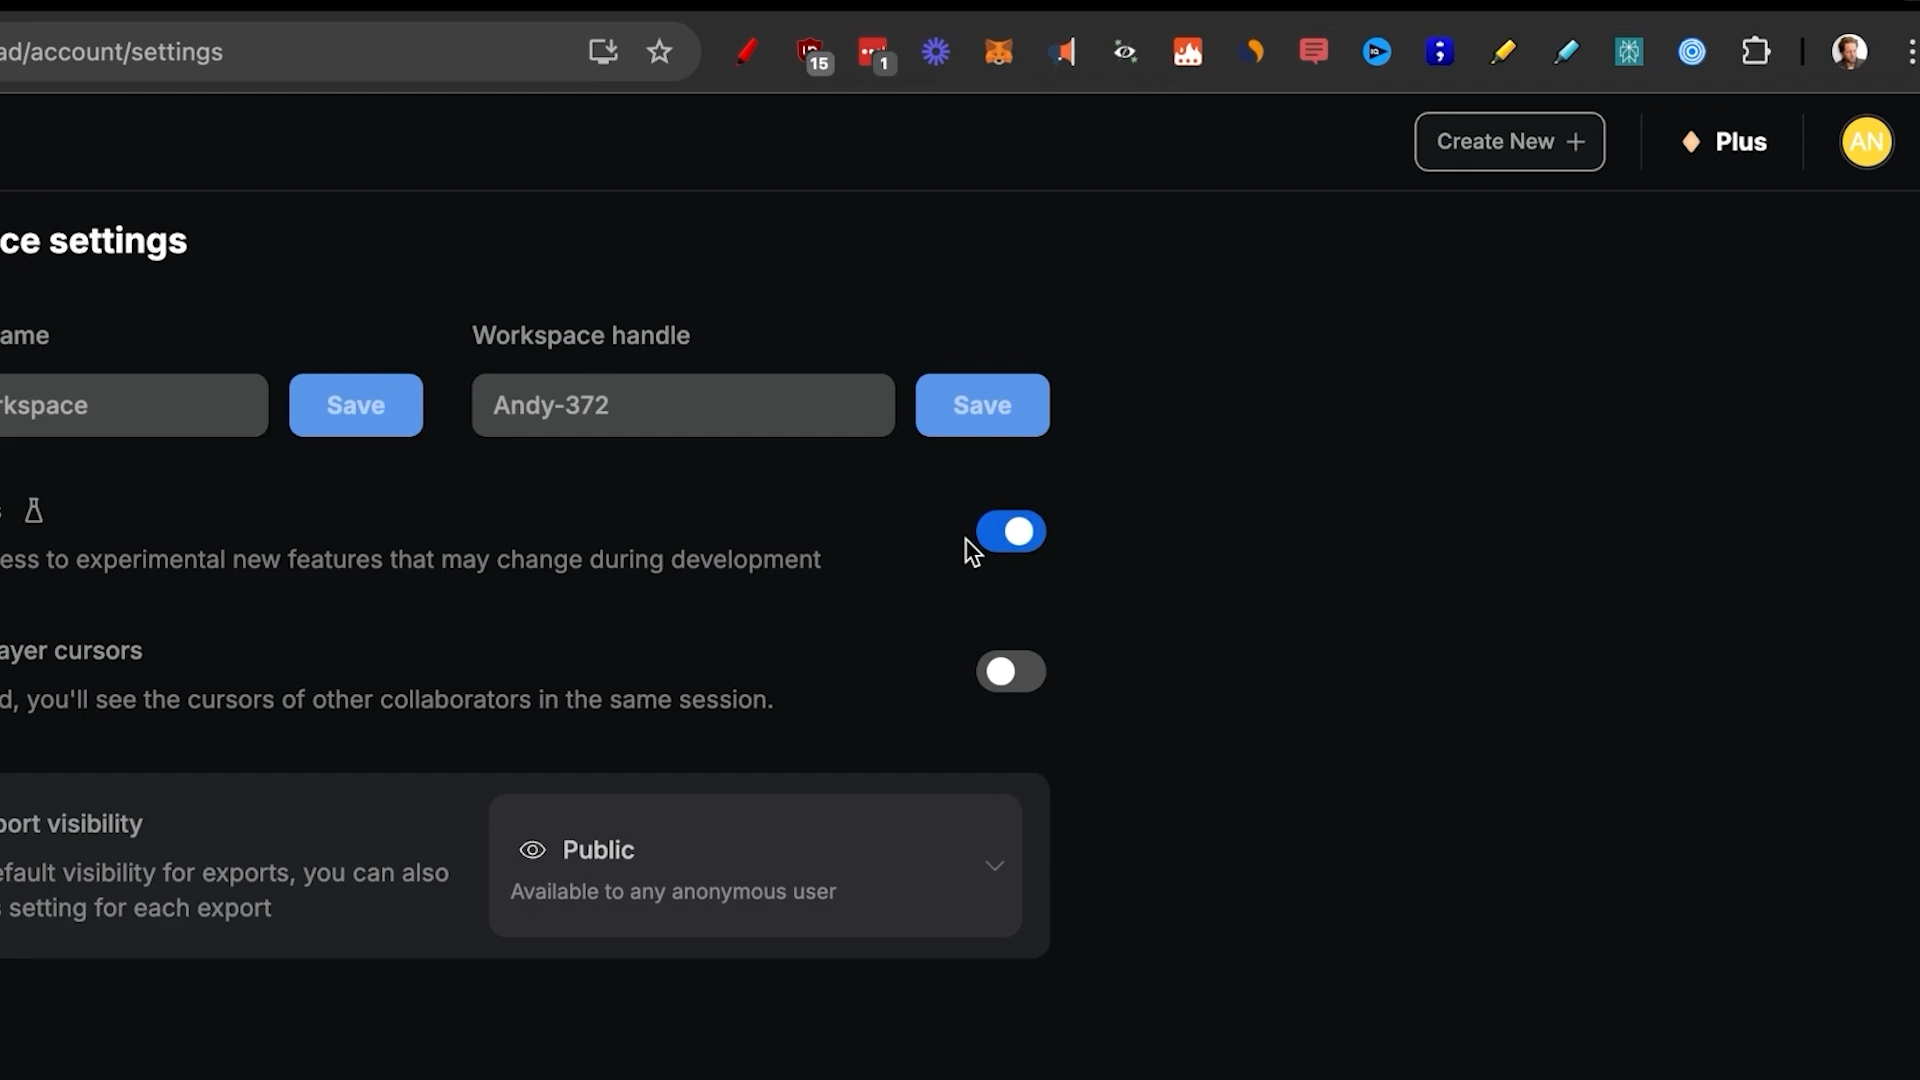 ad/account/settings
15
1
Create New
Plus
AN
ce settings
ame
Workspace handle
rkspace
Save
Andy-372
Save
s
ess to experimental new features that may change during development
ayer cursors
d, you'll see the cursors of other collaborators in the same session.
port visibility
efault visibility for exports, you can also
s setting for each export
Public
Available to any anonymous user